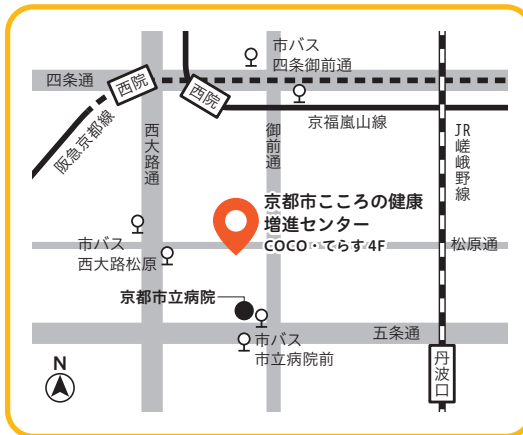 市バス
四条御前通
四条通
西院
西院
阪急京都線
京福嵐山線
西大路通
御前通
JR嵯峨野線
京都市こころの健康
増進センター
COCO・てらす 4F
市バス
西大路松原
松原通
京都市立病院
五条通
市バス
市立病院前
丹波口
N